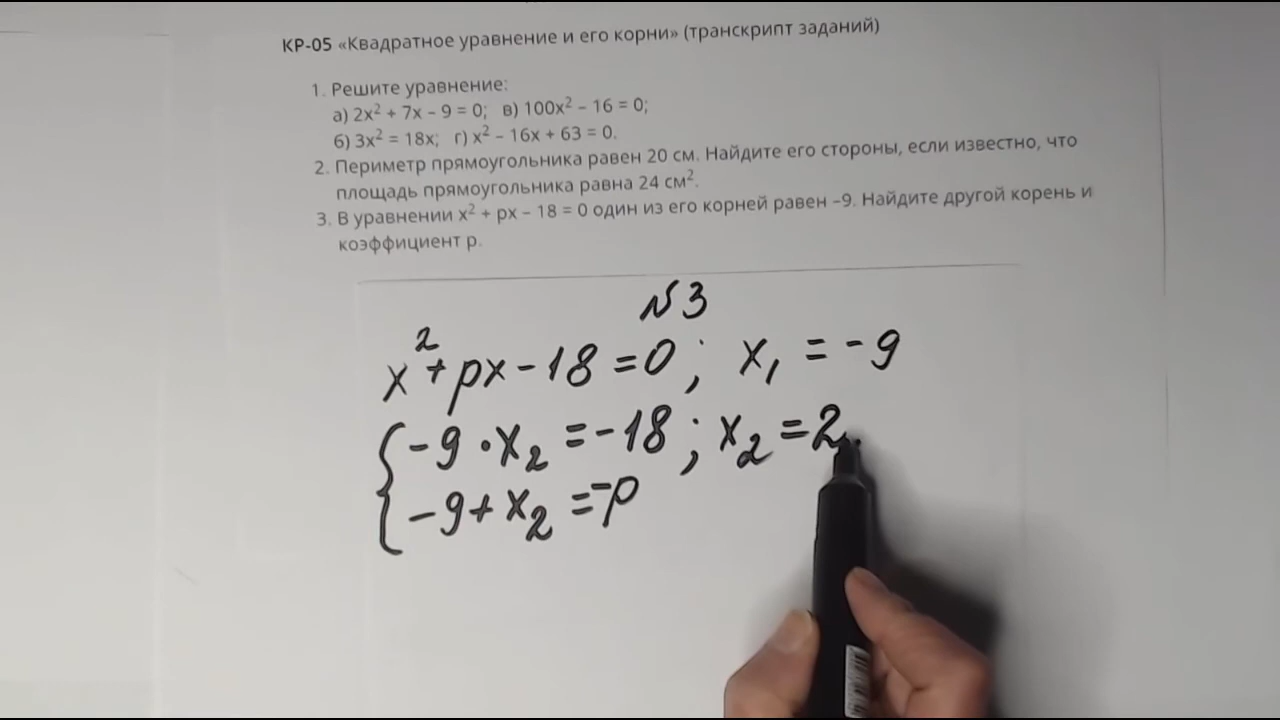 КР-05 «Квадратное уравнение и его корни» (транскрипт заданий)
1. Решите уравнение:
а) 2x² + 7x – 9 = 0; в) 100x² – 16 = 0;
б) 3x² = 18x; г) x² – 16x + 63 = 0.
2. Периметр прямоугольника равен 20 см. Найдите его стороны, если известно, что
площадь прямоугольника равна 24 см².
3. В уравнении x² + px – 18 = 0 один из его корней равен –9. Найдите другой корень и
коэффициент p.
N3
x² + px - 18 = 0; x₁ = -9
{ -9 · x₂ = -18; x₂ = 2,
-9 + x₂ = -p